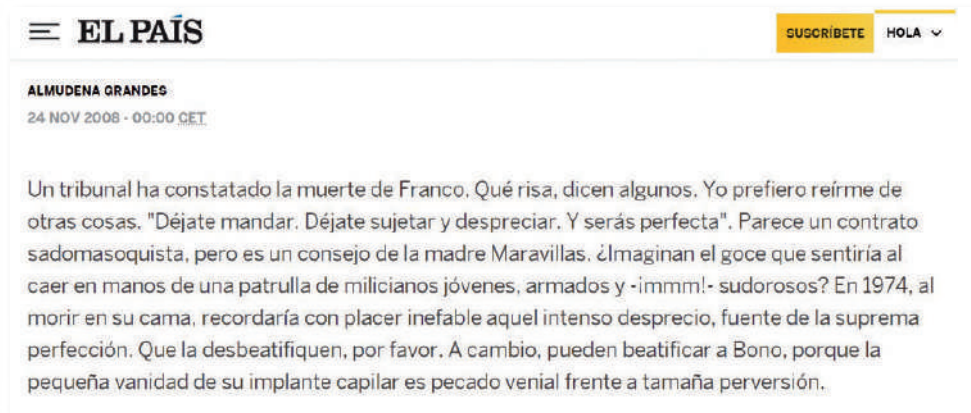 EL PAÍS
SUSCRÍBETE HOLA
ALMUDENA GRANDES
24 NOV 2008 - 00:00 CET
Un tribunal ha constatado la muerte de Franco. Qué risa, dicen algunos. Yo prefiero reírme de
otras cosas. "Déjate mandar. Déjate sujetar y despreciar. Y serás perfecta". Parece un contrato
sadomasoquista, pero es un consejo de la madre Maravillas. ¿Imaginan el goce que sentiría al
caer en manos de una patrulla de milicianos jóvenes, armados y -¡mmm!- sudorosos? En 1974, al
morir en su cama, recordaría con placer inefable aquel intenso desprecio, fuente de la suprema
perfección. Que la desbeatifiquen, por favor. A cambio, pueden beatificar a Bono, porque la
pequeña vanidad de su implante capilar es pecado venial frente a tamaña perversión.